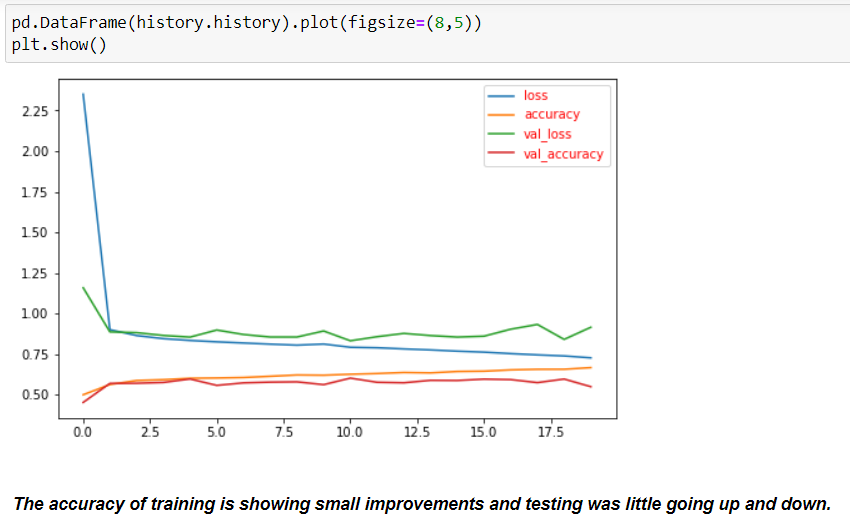 pd.DataFrame(history.history).plot(figsize=(8,5))
plt.show()
loss
accuracy
val_loss
val_accuracy
2.25
2.00
1.75
1.50
1.25
1.00
0.75
0.50
0.0 2.5 5.0 7.5 10.0 12.5 15.0 17.5
The accuracy of training is showing small improvements and testing was little going up and down.